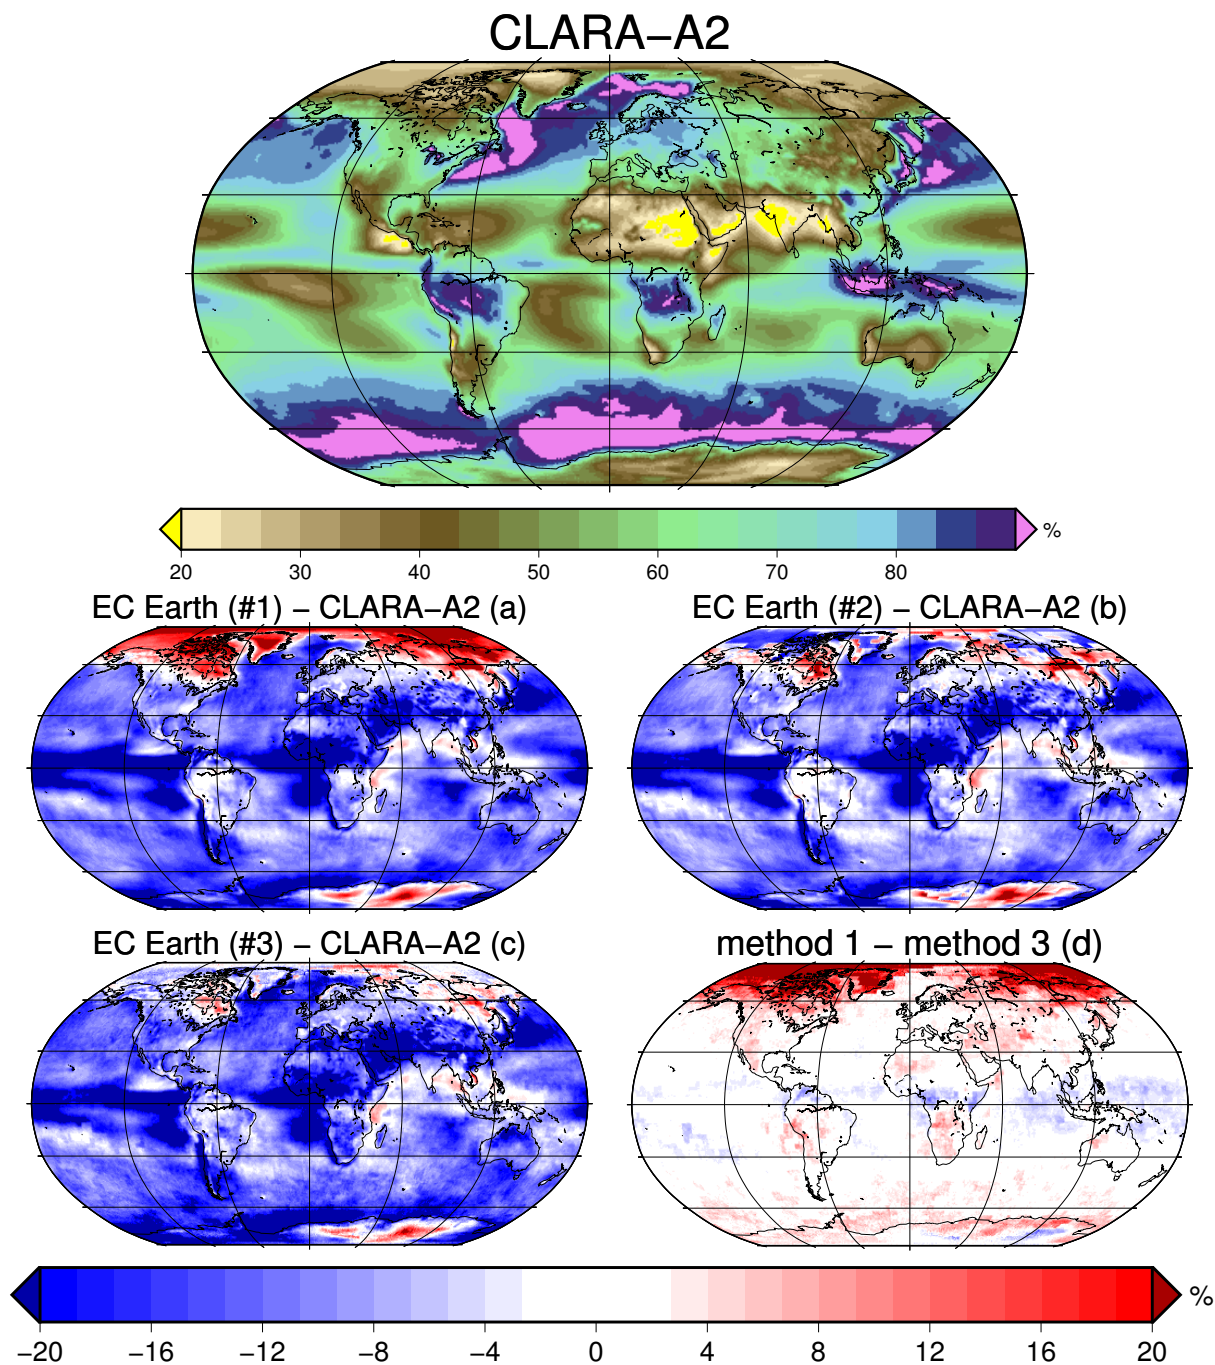 CLARA−A2
%
20 30 40 50 60 70 80
EC Earth (#1) − CLARA−A2 (a)
EC Earth (#2) − CLARA−A2 (b)
EC Earth (#3) − CLARA−A2 (c)
method 1 − method 3 (d)
%
−20 −16 −12 −8 −4 0 4 8 12 16 20